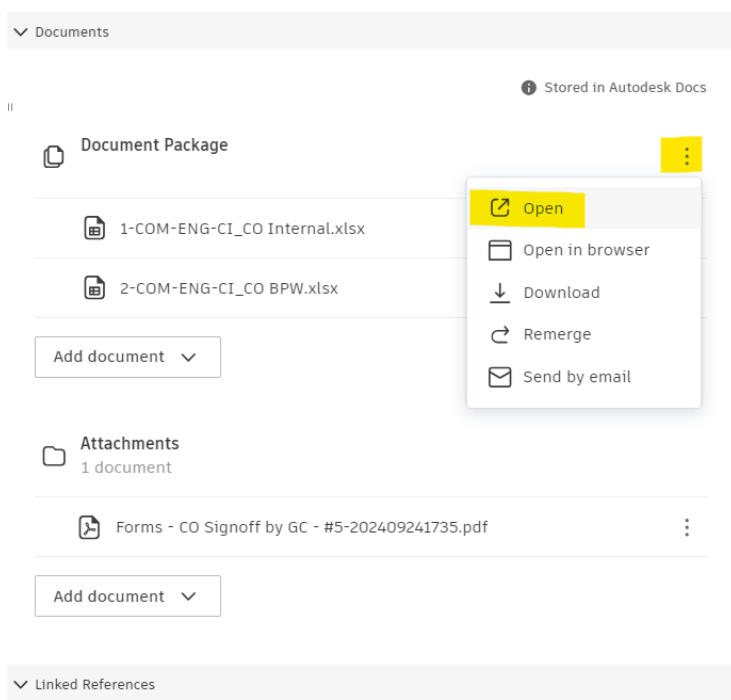 Documents
Stored in Autodesk Docs
Document Package
Open
1-COM-ENG-CI_CO Internal.xlsx
Open in browser
2-COM-ENG-CI_CO BPW.xlsx
Download
Remerge
Add document
Send by email
Attachments
1 document
Forms - CO Signoff by GC - #5-202409241735.pdf
Add document
Linked References